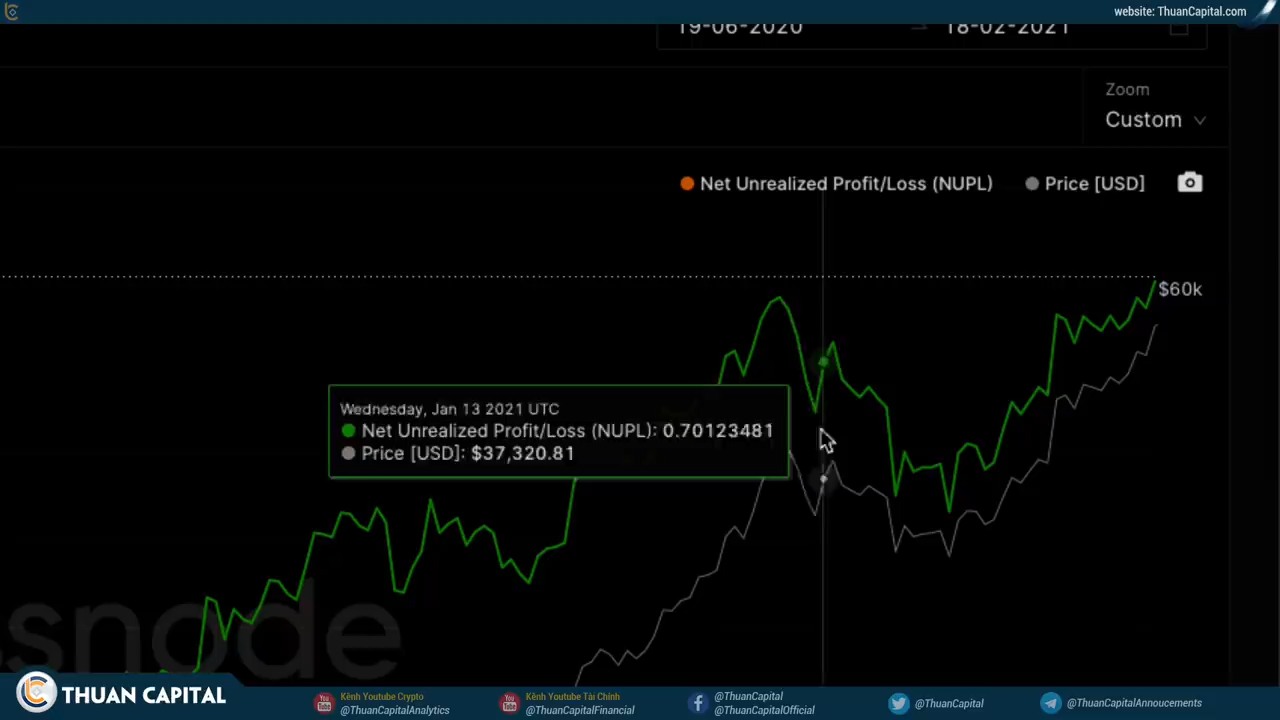 website: ThuanCapital.com
19-06-2020
18-02-2021
Zoom
Custom
Net Unrealized Profit/Loss (NUPL)
Price [USD]
$60k
Wednesday, Jan 13 2021 UTC
Net Unrealized Profit/Loss (NUPL): 0.70123481
Price [USD]: $37,320.81
ssnode
THUAN CAPITAL
Kênh Youtube Crypto
@ThuanCapitalAnalytics
Kênh Youtube Tài Chính
@ThuanCapitalFinancial
@ThuanCapital
@ThuanCapitalOfficial
@ThuanCapital
@ThuanCapitalAnnoucements